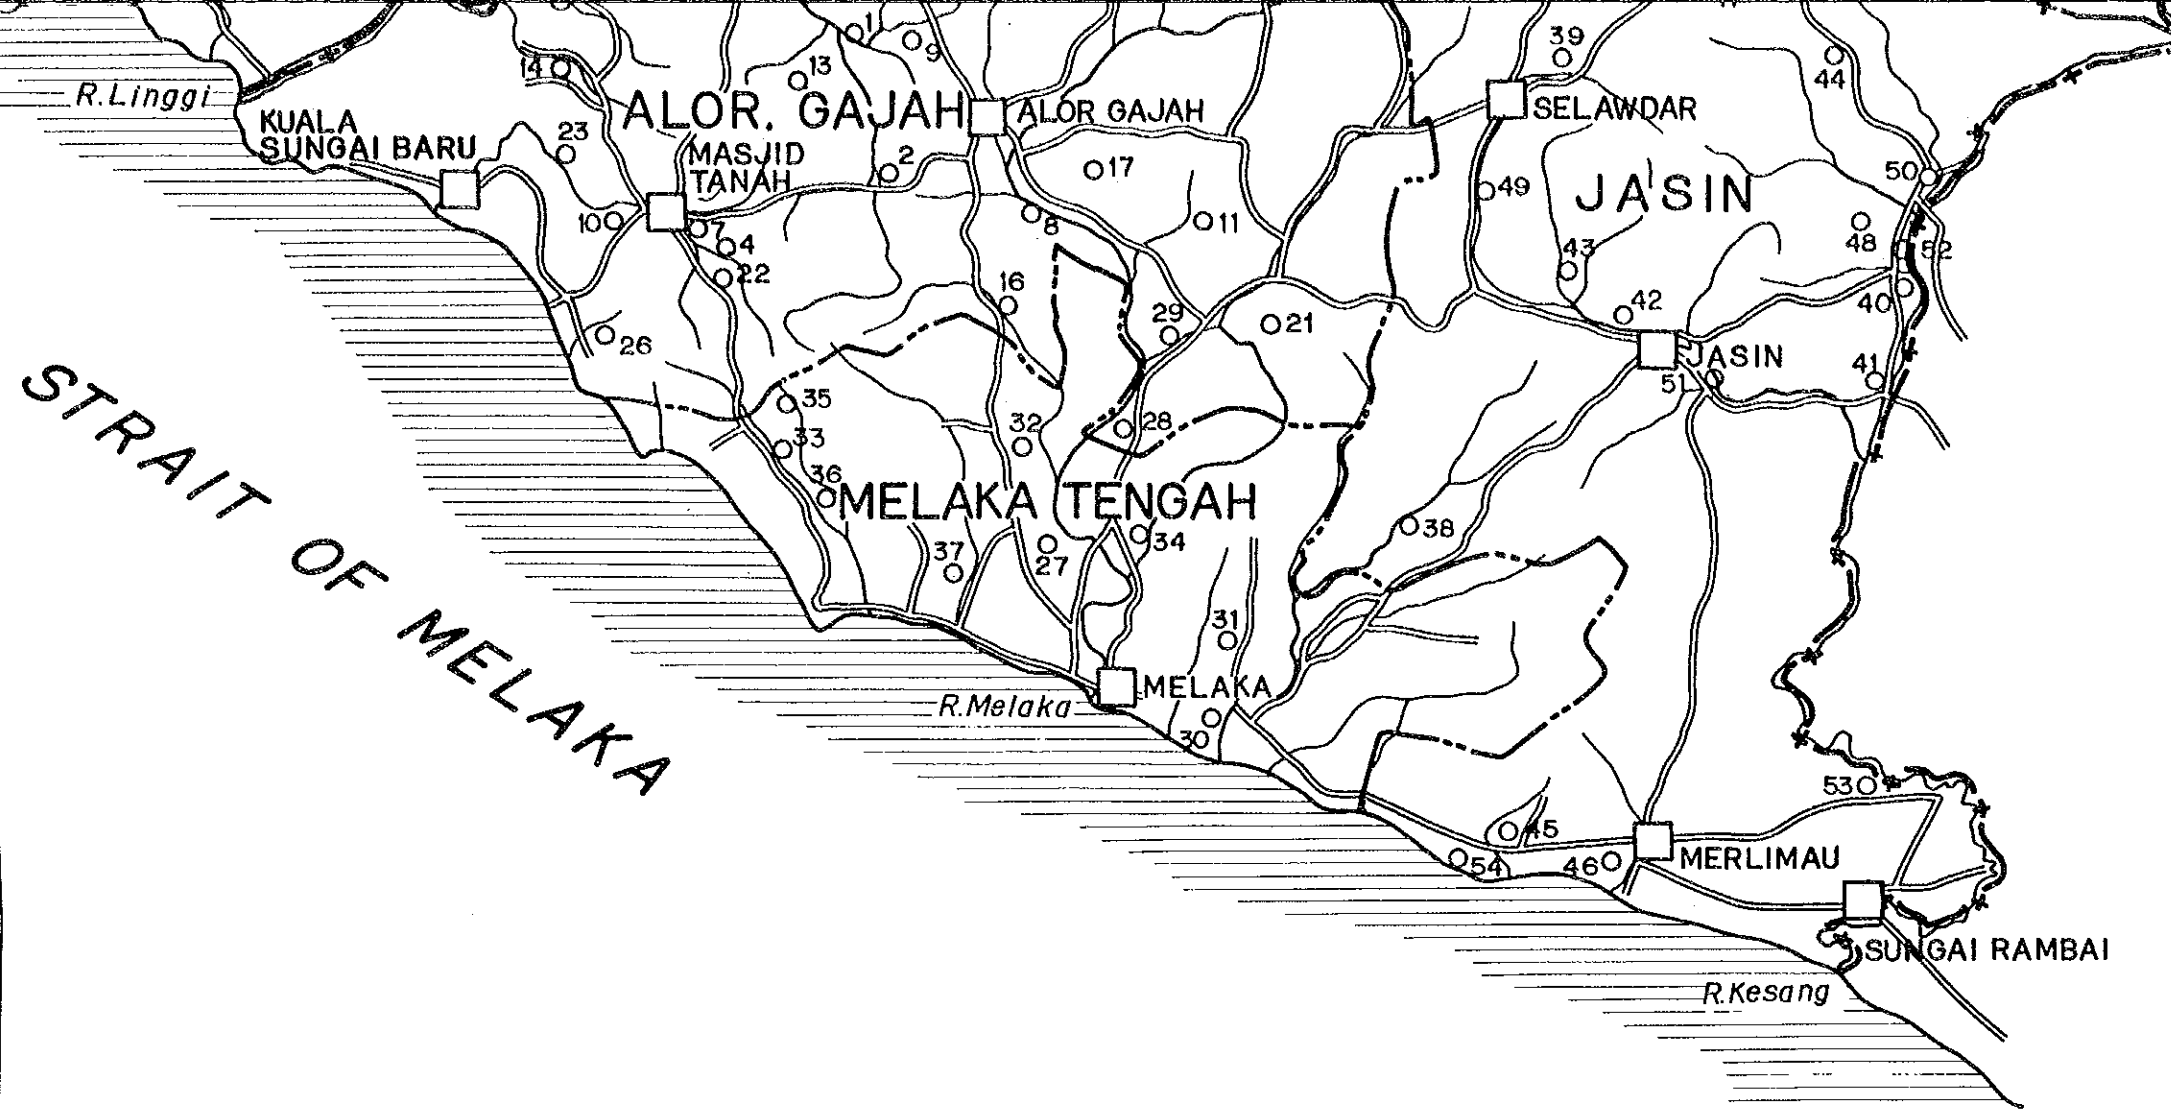 1
9
39
44
14
13
R.Linggi
ALOR. GAJAH
ALOR GAJAH
SELAWDAR
KUALA
SUNGAI BARU
23
MASJID
TANAH
2
17
50
49
JASIN
10
7
4
8
11
48
52
43
22
16
40
42
29
21
26
JASIN
51
41
STRAIT OF MELAKA
35
33
32
28
36
MELAKA TENGAH
38
37
27
34
31
MELAKA
R.Melaka
30
53
45
54
46
MERLIMAU
SUNGAI RAMBAI
R.Kesang